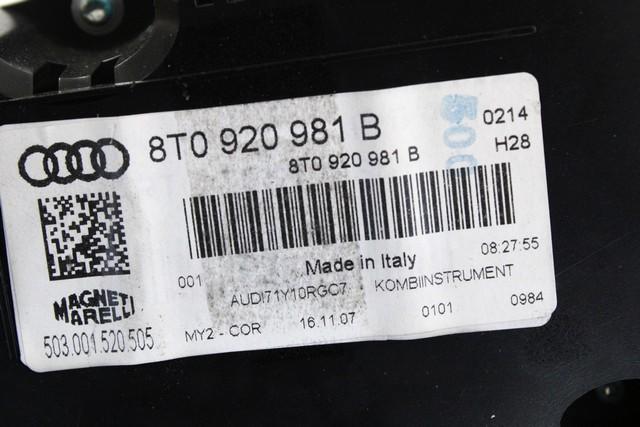 8T0 920 981 B
8T0 920 981 B
0214
H28
500
08:27:55
Made in Italy
001
AUDI71Y10RGC7
KOMBIINSTRUMENT
MAGNETI
MARELLI
503.001.520.505
MY2 - COR
16.11.07
0101
0984